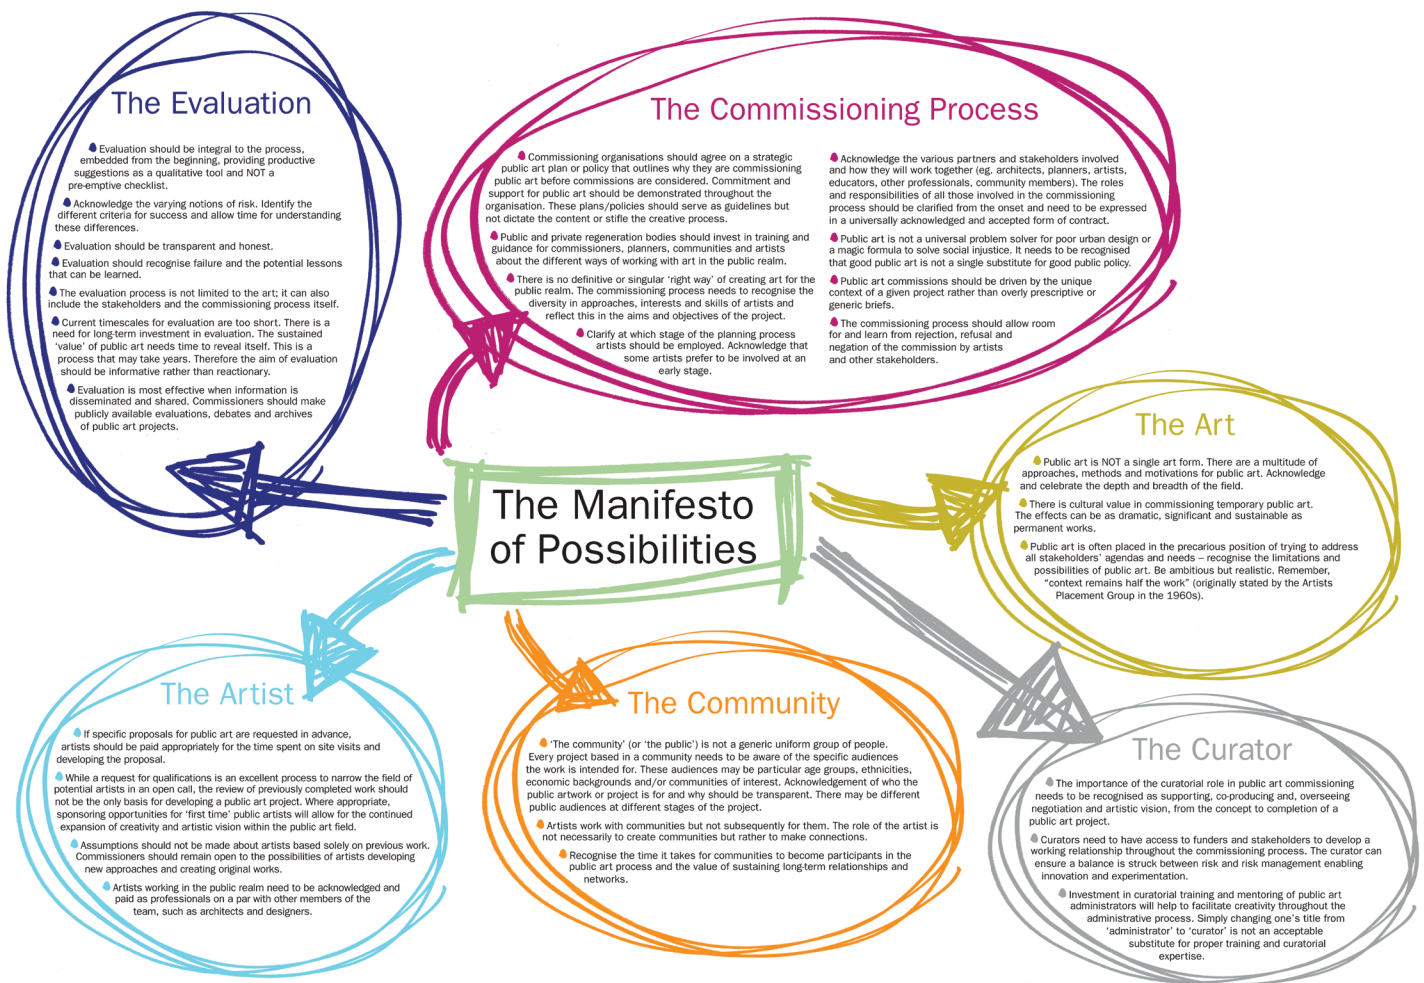 The Evaluation
Evaluation should be integral to the process,
embedded from the beginning, providing productive
suggestions as a qualitative tool and NOT a
pre-emptive checklist.
Acknowledge the varying notions of risk. Identify the
different criteria for success and allow time for understanding
these differences.
Evaluation should be transparent and honest.
Evaluation should recognise failure and the potential lessons
that can be learned.
The evaluation process is not limited to the art; it can also
include the stakeholders and the commissioning process itself.
Current timescales for evaluation are too short. There is a
need for long-term investment in evaluation. The sustained
‘value’ of public art needs time to reveal itself. This is a
process that may take years. Therefore the aim of evaluation
should be informative rather than reactionary.
Evaluation is most effective when information is
disseminated and shared. Commissioners should make
publicly available evaluations, debates and archives
of public art projects.
The Commissioning Process
Commissioning organisations should agree on a strategic
public art plan or policy that outlines why they are commissioning
public art before commissions are considered. Commitment and
support for public art should be demonstrated throughout the
organisation. These plans/policies should serve as guidelines but
not dictate the content or stifle the creative process.
Public and private regeneration bodies should invest in training and
guidance for commissioners, planners, communities and artists
about the different ways of working with art in the public realm.
There is no definitive or singular ‘right way’ of creating art for the
public realm. The commissioning process needs to recognise the
diversity in approaches, interests and skills of artists and
reflect this in the aims and objectives of the project.
Clarify at which stage of the planning process
artists should be employed. Acknowledge that
some artists prefer to be involved at an
early stage.
Acknowledge the various partners and stakeholders involved
and how they will work together (eg. architects, planners, artists,
educators, other professionals, community members). The roles
and responsibilities of all those involved in the commissioning
process should be clarified from the onset and need to be expressed
in a universally acknowledged and accepted form of contract.
Public art is not a universal problem solver for poor urban design or
a magic formula to solve social injustice. It needs to be recognised
that good public art is not a single substitute for good public policy.
Public art commissions should be driven by the unique
context of a given project rather than overly prescriptive or
generic briefs.
The commissioning process should allow room
for and learn from rejection, refusal and
negation of the commission by artists
and other stakeholders.
The Manifesto
of Possibilities
The Art
Public art is NOT a single art form. There are a multitude of
approaches, methods and motivations for public art. Acknowledge
and celebrate the depth and breadth of the field.
There is cultural value in commissioning temporary public art.
The effects can be as dramatic, significant and sustainable as
permanent works.
Public art is often placed in the precarious position of trying to address
all stakeholders’ agendas and needs – recognise the limitations and
possibilities of public art. Be ambitious but realistic. Remember,
“context remains half the work” (originally stated by the Artists
Placement Group in the 1960s).
The Artist
If specific proposals for public art are requested in advance,
artists should be paid appropriately for the time spent on site visits and
developing the proposal.
While a request for qualifications is an excellent process to narrow the field of
potential artists in an open call, the review of previously completed work should
not be the only basis for developing a public art project. Where appropriate,
sponsoring opportunities for ‘first time’ public artists will allow for the continued
expansion of creativity and artistic vision within the public art field.
Assumptions should not be made about artists based solely on previous work.
Commissioners should remain open to the possibilities of artists developing
new approaches and creating original works.
Artists working in the public realm need to be acknowledged and
paid as professionals on a par with other members of the
team, such as architects and designers.
The Community
‘The community’ (or ‘the public’) is not a generic uniform group of people.
Every project based in a community needs to be aware of the specific audiences
the work is intended for. These audiences may be particular age groups, ethnicities,
economic backgrounds and/or communities of interest. Acknowledgement of who the
public artwork or project is for and why should be transparent. There may be different
public audiences at different stages of the project.
Artists work with communities but not subsequently for them. The role of the artist is
not necessarily to create communities but rather to make connections.
Recognise the time it takes for communities to become participants in the
public art process and the value of sustaining long-term relationships and
networks.
The Curator
The importance of the curatorial role in public art commissioning
needs to be recognised as supporting, co-producing and, overseeing
negotiation and artistic vision, from the concept to completion of a
public art project.
Curators need to have access to funders and stakeholders to develop a
working relationship throughout the commissioning process. The curator can
ensure a balance is struck between risk and risk management enabling
innovation and experimentation.
Investment in curatorial training and mentoring of public art
administrators will help to facilitate creativity throughout the
administrative process. Simply changing one’s title from
‘administrator’ to ‘curator’ is not an acceptable
substitute for proper training and curatorial
expertise.